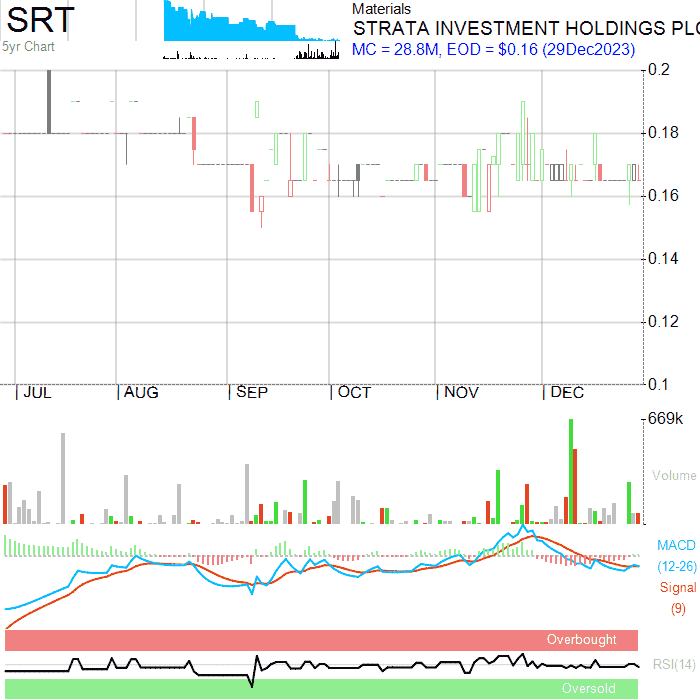 SRT
5yr Chart
Materials
STRATA INVESTMENT HOLDINGS PLC
MC = 28.8M, EOD = $0.16 (29Dec2023)
0.2
0.18
0.16
0.14
0.12
0.1
JUL AUG SEP OCT NOV DEC
669k
Volume
MACD
(12-26)
Signal
(9)
Overbought
RSI(14)
Oversold